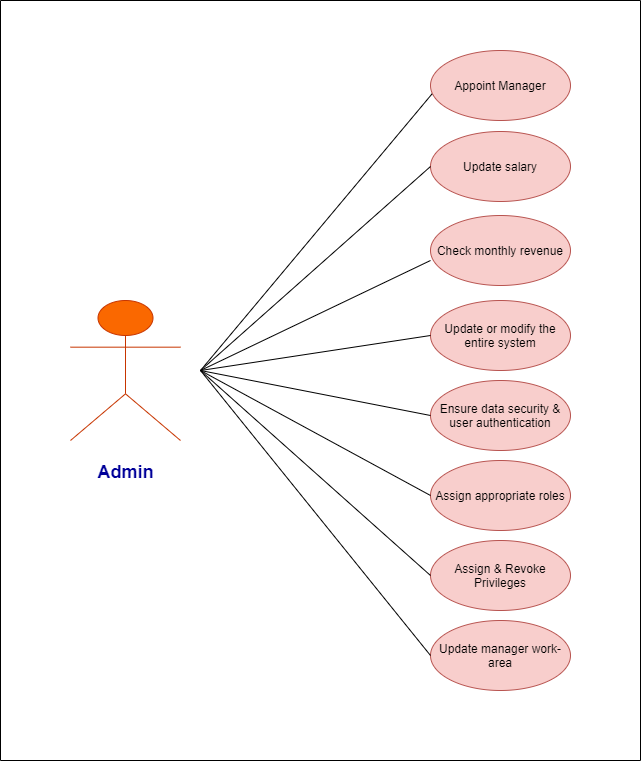 Appoint Manager
Update salary
Check monthly revenue
Update or modify the
entire system
Ensure data security &
user authentication
Admin
Assign appropriate roles
Assign & Revoke
Privileges
Update manager work-
area